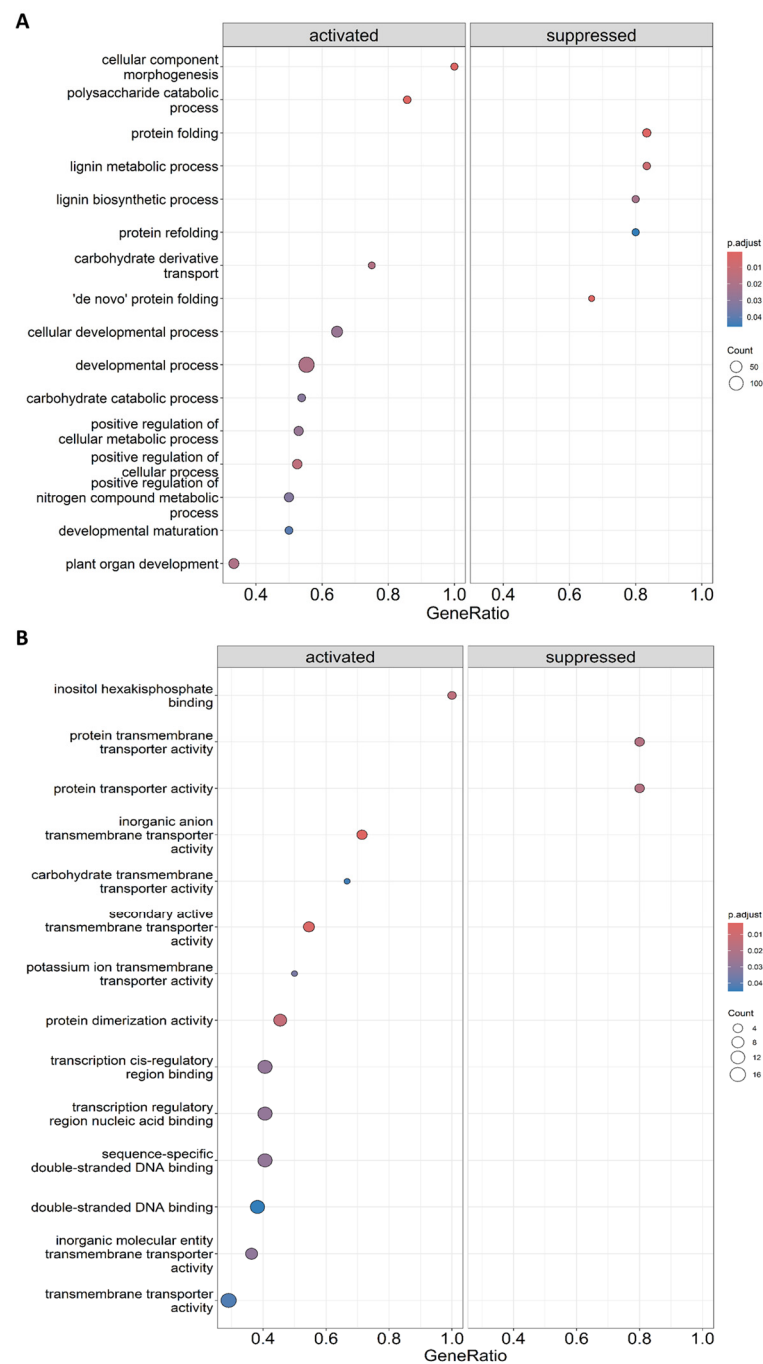 A
activated
suppressed
cellular component
morphogenesis
polysaccharide catabolic
process
protein folding
lignin metabolic process
lignin biosynthetic process
protein refolding
carbohydrate derivative
transport
'de novo' protein folding
cellular developmental process
developmental process
carbohydrate catabolic process
positive regulation of
cellular metabolic process
positive regulation of
cellular process
positive regulation of
nitrogen compound metabolic
process
developmental maturation
plant organ development
0.4 0.6 0.8 1.0
0.4 0.6 0.8 1.0
GeneRatio
p.adjust
0.01
0.02
0.03
0.04
Count
50
100
B
activated
suppressed
inositol hexakisphosphate
binding
protein transmembrane
transporter activity
protein transporter activity
inorganic anion
transmembrane transporter
activity
carbohydrate transmembrane
transporter activity
secondary active
transmembrane transporter
activity
potassium ion transmembrane
transporter activity
protein dimerization activity
transcription cis-regulatory
region binding
transcription regulatory
region nucleic acid binding
sequence-specific
double-stranded DNA binding
double-stranded DNA binding
inorganic molecular entity
transmembrane transporter
activity
transmembrane transporter
activity
0.4 0.6 0.8 1.0
0.4 0.6 0.8 1.0
GeneRatio
p.adjust
0.01
0.02
0.03
0.04
Count
4
8
12
16